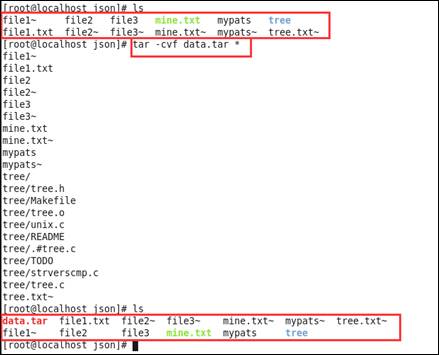 [root@localhost json]# ls
file1~ file2 file3 mine.txt mypats tree
file1.txt file2~ file3~ mine.txt~ mypats~ tree.txt~
[root@localhost json]# tar -cvf data.tar *
file1~
file1.txt
file2
file2~
file3
file3~
mine.txt
mine.txt~
mypats
mypats~
tree/
tree/tree.h
tree/Makefile
tree/tree.o
tree/unix.c
tree/README
tree/.#tree.c
tree/TODO
tree/strverscmp.c
tree/tree.c
tree.txt~
[root@localhost json]# ls
data.tar file1.txt file2~ file3~ mine.txt~ mypats~ tree.txt~
file1~ file2 file3 mine.txt mypats tree
[root@localhost json]#